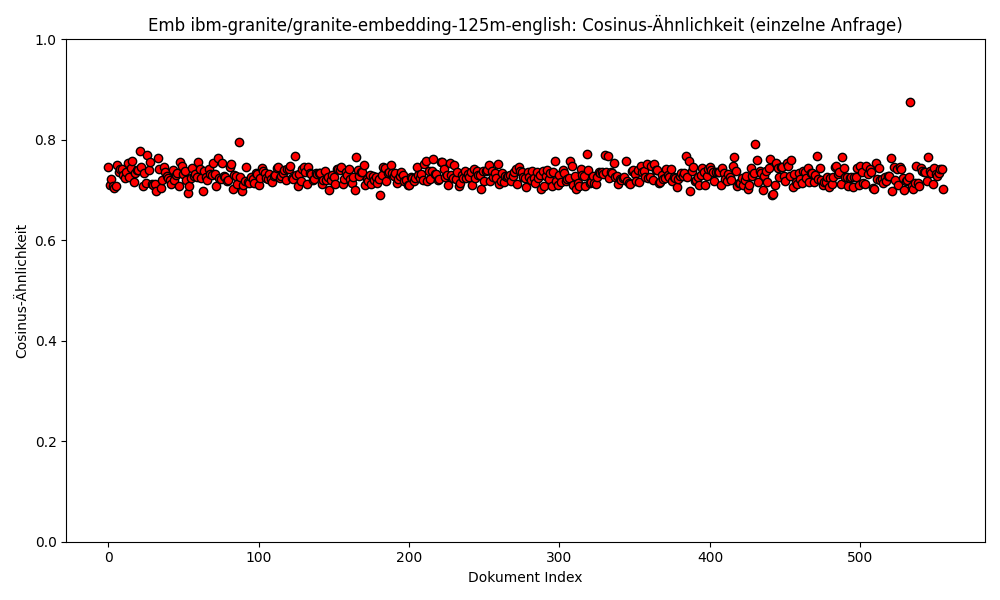 Emb ibm-granite/granite-embedding-125m-english: Cosinus-Ähnlichkeit (einzelne Anfrage)
1.0
0.8
0.6
0.4
0.2
0.0
Cosinus-Ähnlichkeit
0 100 200 300 400 500
Dokument Index